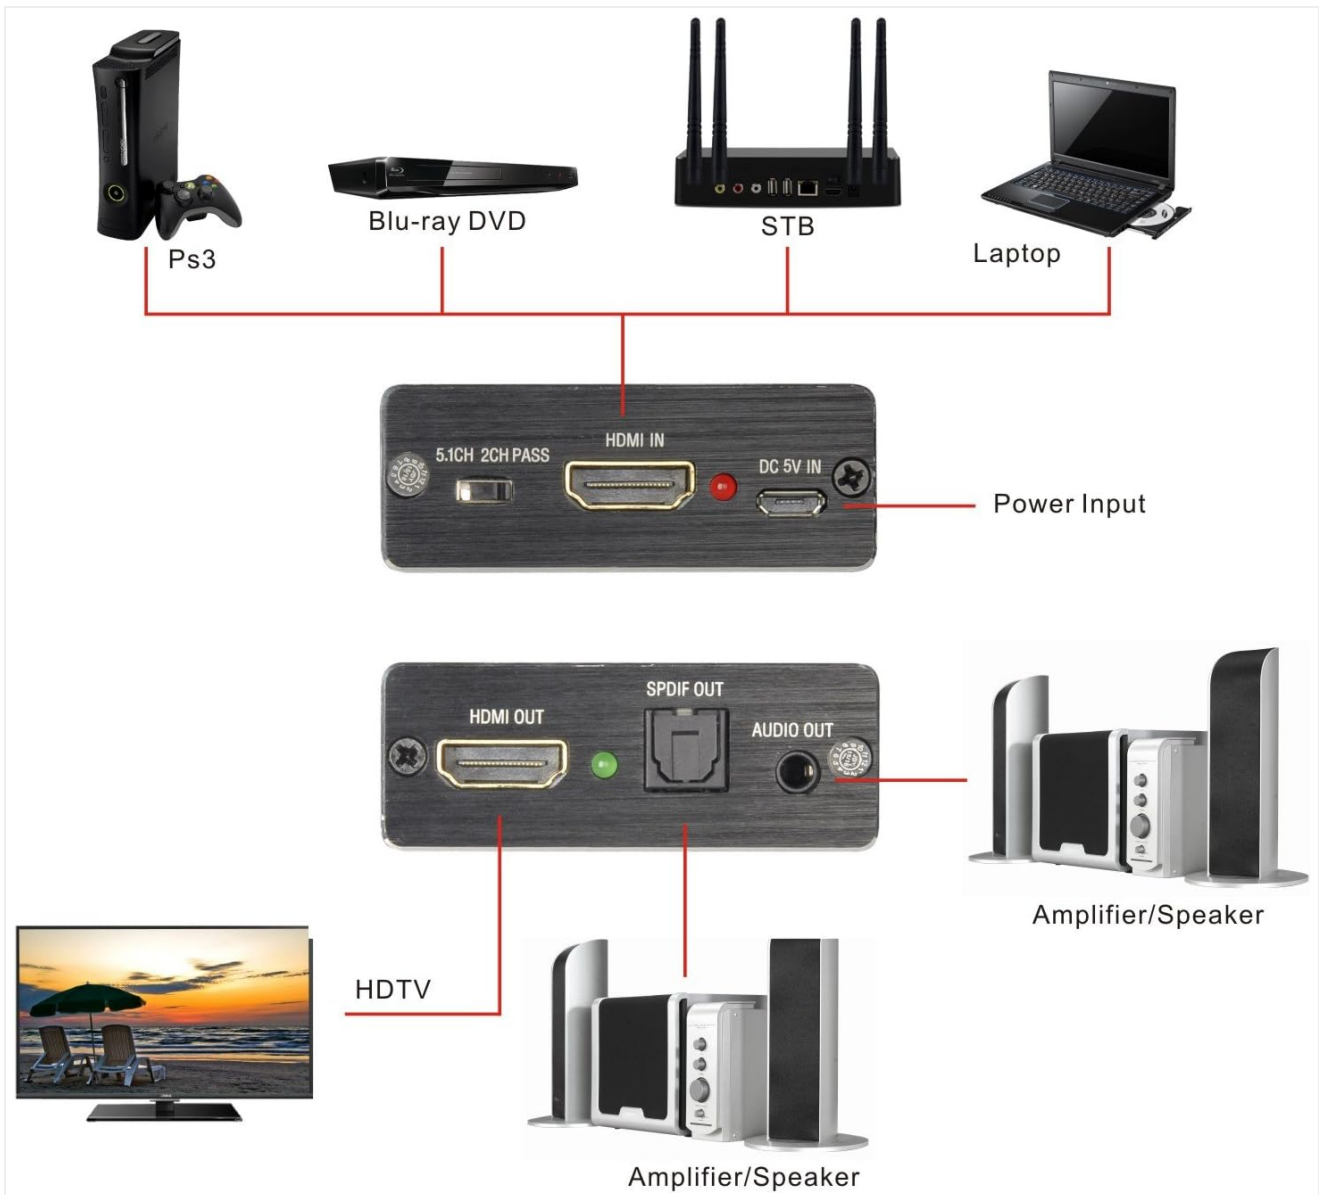 Ps3
Blu-ray DVD
STB
Laptop
5.1CH 2CH PASS
HDMI IN
DC 5V IN
Power Input
HDMI OUT
SPDIF OUT
AUDIO OUT
Amplifier/Speaker
HDTV
Amplifier/Speaker